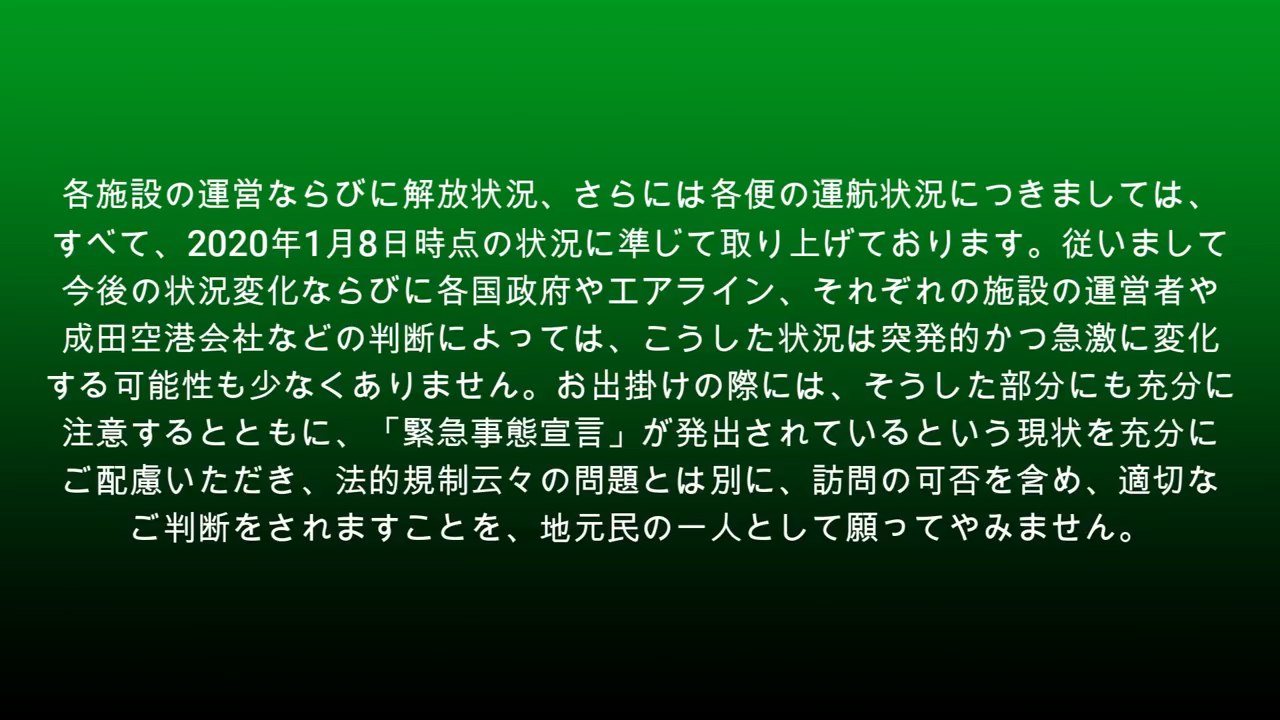 各施設の運営ならびに解放状況、さらには各便の運航状況につきましては、
すべて、2020年1月8日時点の状況に準じて取り上げております。従いまして
今後の状況変化ならびに各国政府やエアライン、それぞれの施設の運営者や
成田空港会社などの判断によっては、こうした状況は突発的かつ急激に変化
する可能性も少なくありません。お出掛けの際には、そうした部分にも充分に
注意するとともに、「緊急事態宣言」が発出されているという現状を充分に
ご配慮いただき、法的規制云々の問題とは別に、訪問の可否を含め、適切な
ご判断をされますことを、地元民の一人として願ってやみません。